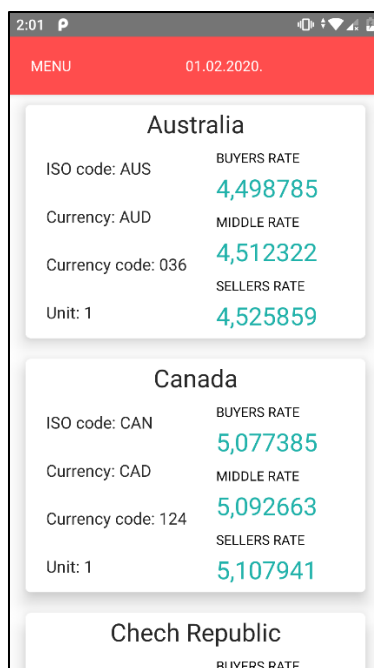 2:01
MENU 01.02.2020.
Australia
ISO code: AUS
Currency: AUD
Currency code: 036
Unit: 1
BUYERS RATE
4,498785
MIDDLE RATE
4,512322
SELLERS RATE
4,525859
Canada
ISO code: CAN
Currency: CAD
Currency code: 124
Unit: 1
BUYERS RATE
5,077385
MIDDLE RATE
5,092663
SELLERS RATE
5,107941
Chech Republic
BUYERS RATE